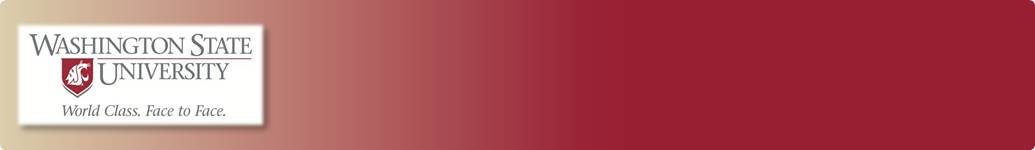 WASHINGTON STATE
UNIVERSITY
World Class. Face to Face.